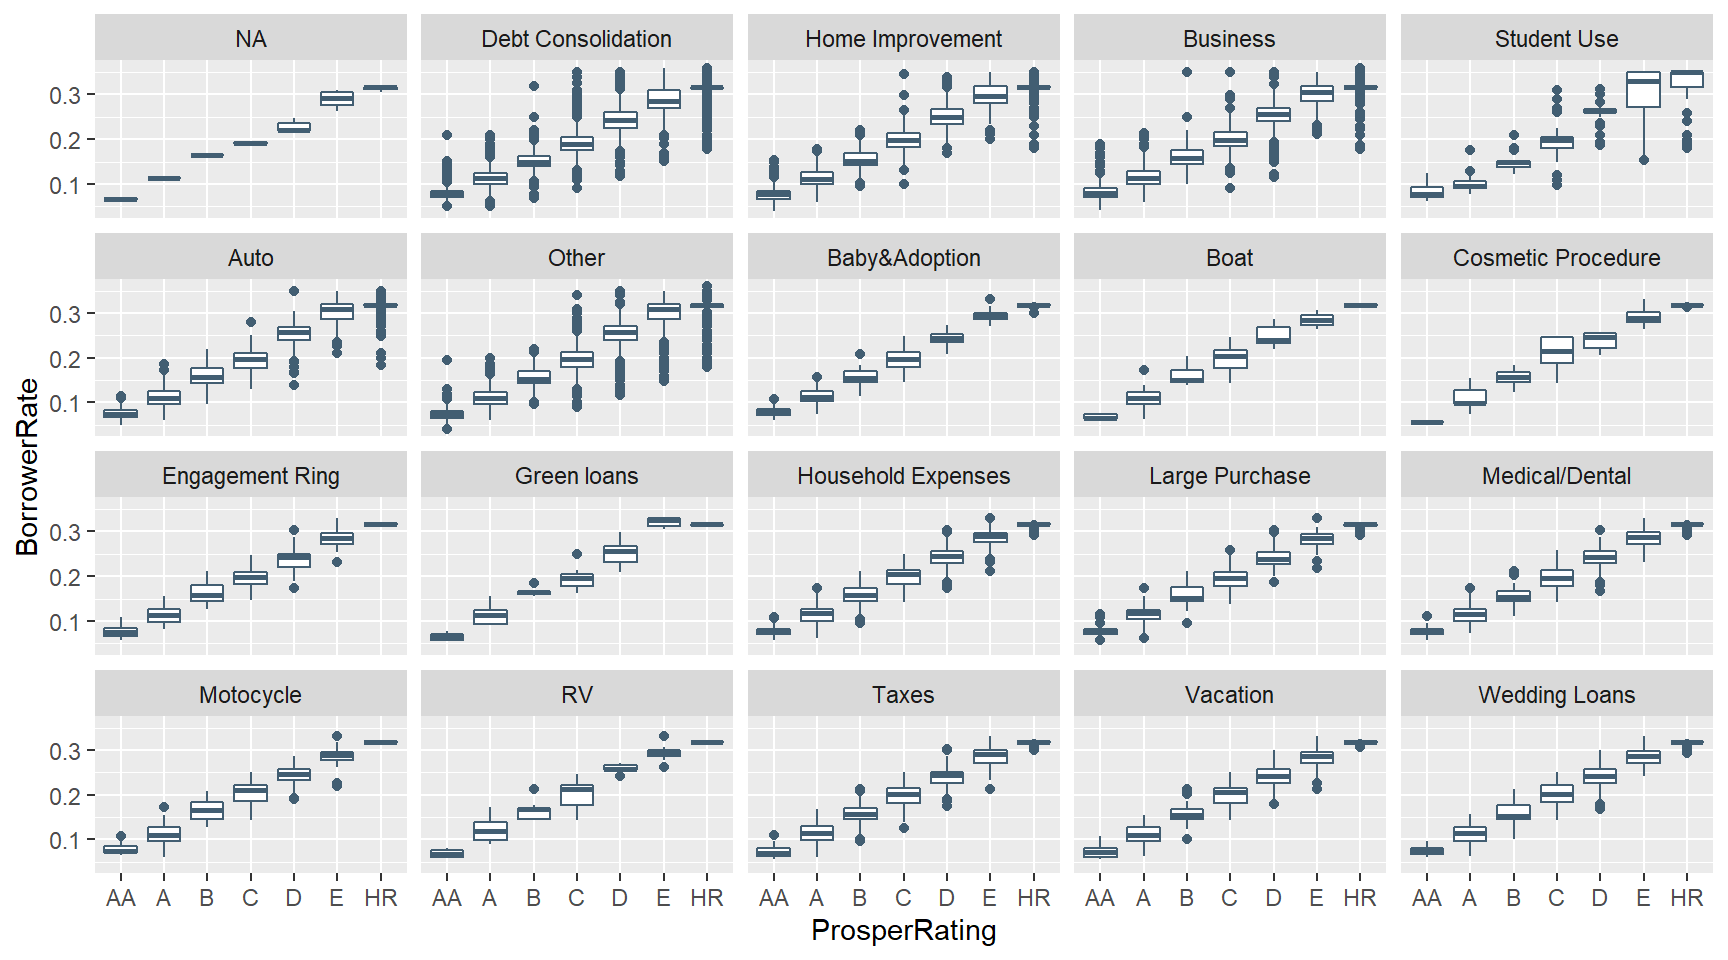 NA Debt Consolidation Home Improvement Business Student Use
0.3
0.2
0.1
Auto Other Baby&Adoption Boat Cosmetic Procedure
0.3
0.2
0.1
BorrowerRate
Engagement Ring Green loans Household Expenses Large Purchase Medical/Dental
0.3
0.2
0.1
Motocycle RV Taxes Vacation Wedding Loans
0.3
0.2
0.1
AA A B C D E HR AA A B C D E HR AA A B C D E HR AA A B C D E HR AA A B C D E HR
ProsperRating